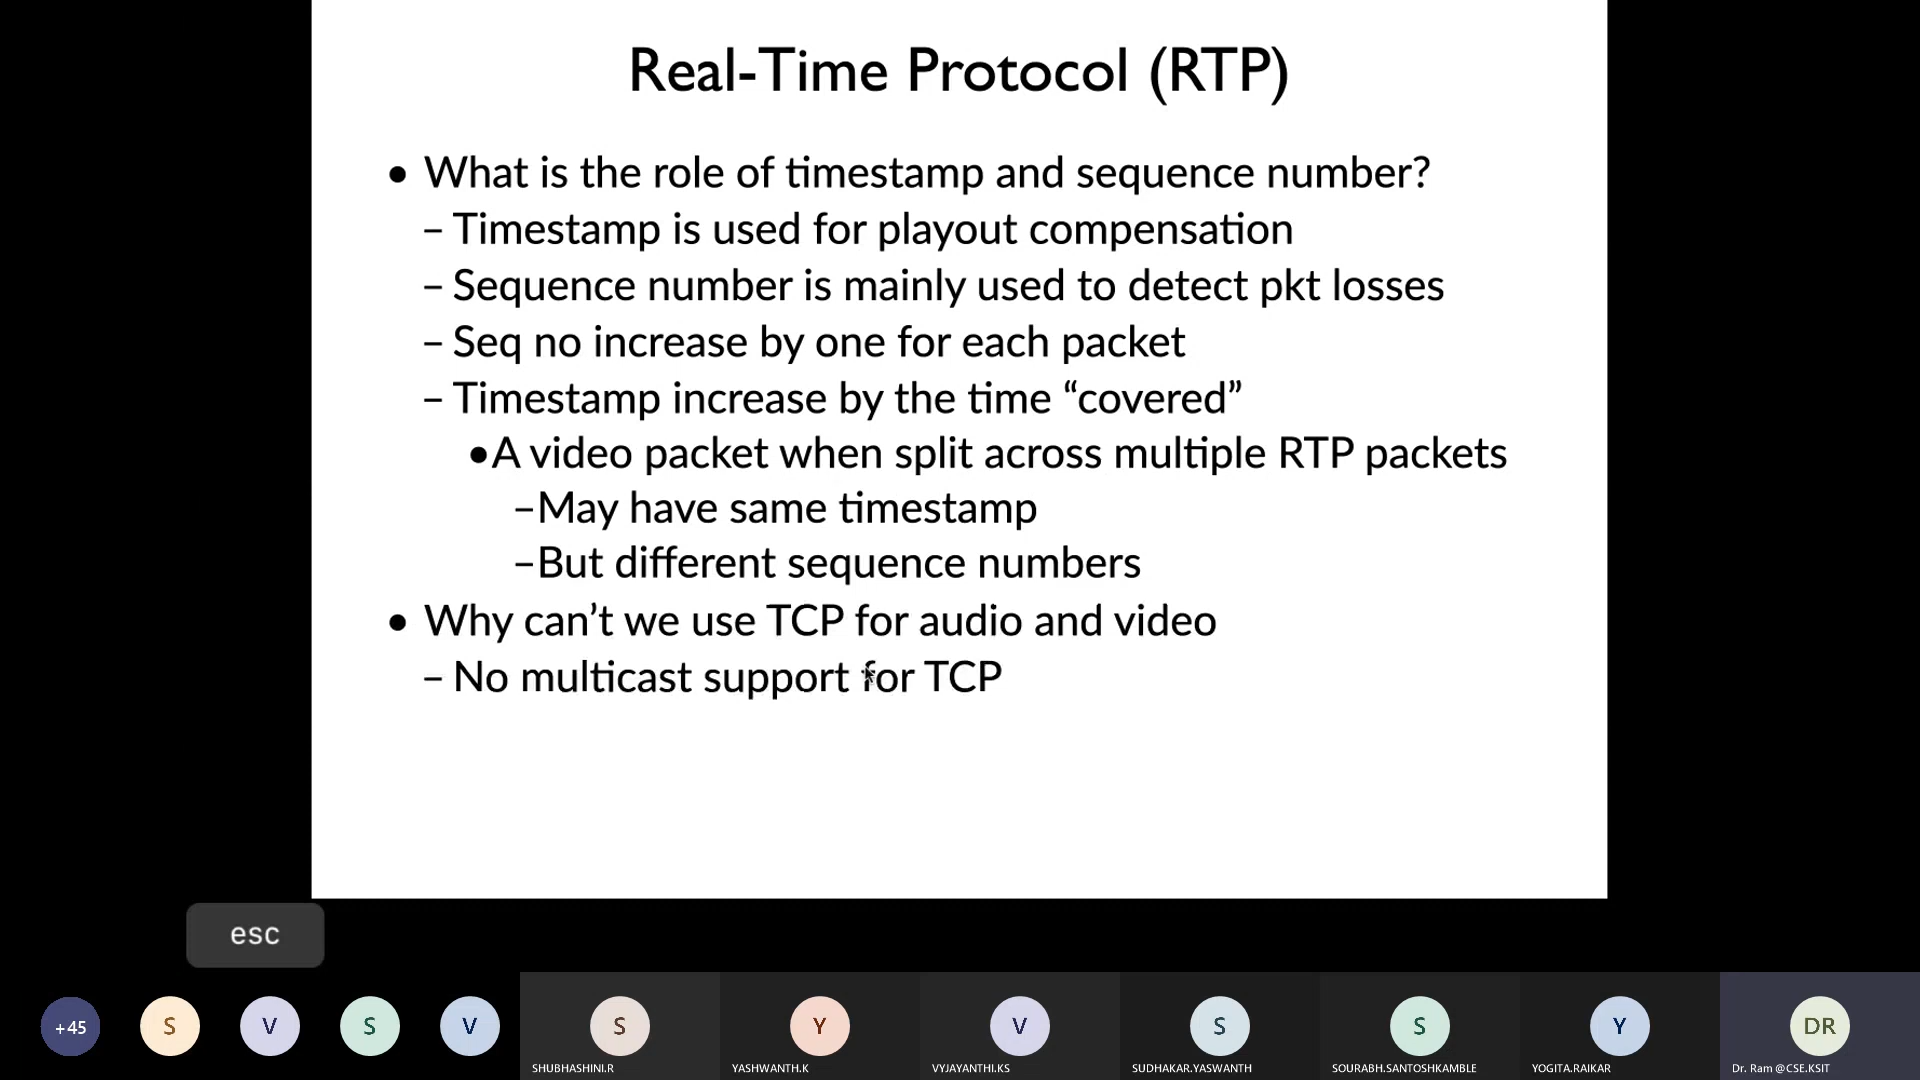 Real-Time Protocol (RTP)
• What is the role of timestamp and sequence number?
– Timestamp is used for playout compensation
– Sequence number is mainly used to detect pkt losses
– Seq no increase by one for each packet
– Timestamp increase by the time “covered”
•A video packet when split across multiple RTP packets
–May have same timestamp
–But different sequence numbers
• Why can’t we use TCP for audio and video
– No multicast support for TCP
esc
+45 S V S V S Y V S S Y DR
SHUBHASHINI.R YASHWANTH.K VYJAYANTHI.KS SUDHAKAR.YASWANTH SOURABH.SANTOSHKAMBLE YOGITA.RAIKAR Dr. Ram @CSE.KSIT